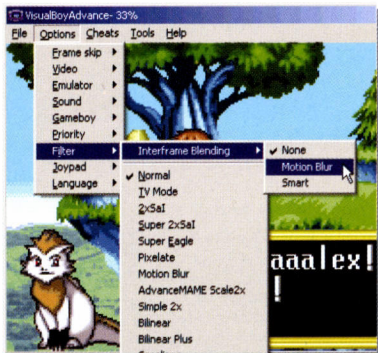 VisualBoyAdvance- 33%
File Options Cheats Tools Help
Frame skip
Video
Emulator
Sound
Gameboy
Priority
Filter
Joypad
Language
Interframe Blending
Normal
TV Mode
2xSaI
Super 2xSaI
Super Eagle
Pixelate
Motion Blur
AdvanceMAME Scale2x
Simple 2x
Bilinear
Bilinear Plus
None
Motion Blur
Smart
aaalex!
!